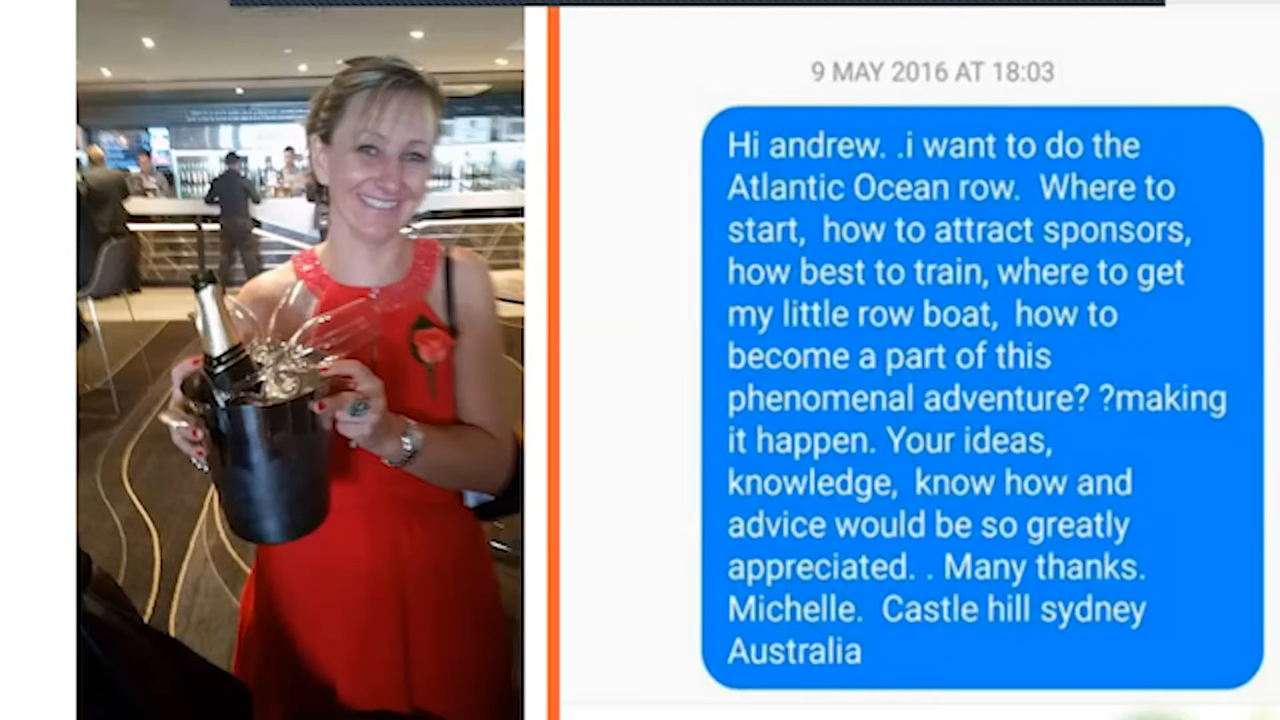 9 MAY 2016 AT 18:03
Hi andrew. .i want to do the
Atlantic Ocean row.  Where to
start,  how to attract sponsors,
how best to train, where to get
my little row boat,  how to
become a part of this
phenomenal adventure? ?making
it happen. Your ideas,
knowledge,  know how and
advice would be so greatly
appreciated. . Many thanks.
Michelle.  Castle hill sydney
Australia